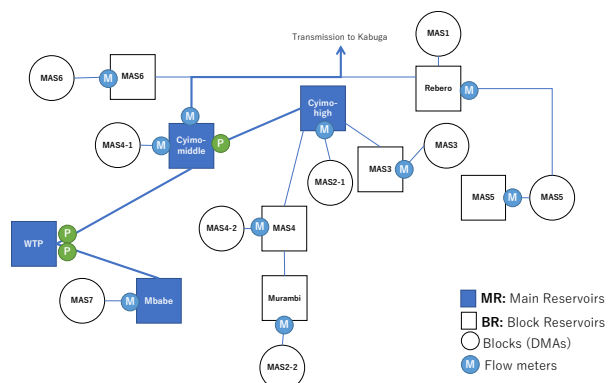 Transmission to Kabuga
MAS1
MAS6
M
MAS6
Rebero
M
Cyimo-
high
M
M
MAS4-1
M
Cyimo-
middle
P
MAS3
MAS3
M
MAS2-1
MAS5
M
MAS5
MAS4-2
M
MAS4
WTP
P
P
MAS7
M
Mbabe
Murambi
M
MAS2-2
MR: Main Reservoirs
BR: Block Reservoirs
Blocks (DMAs)
M
Flow meters